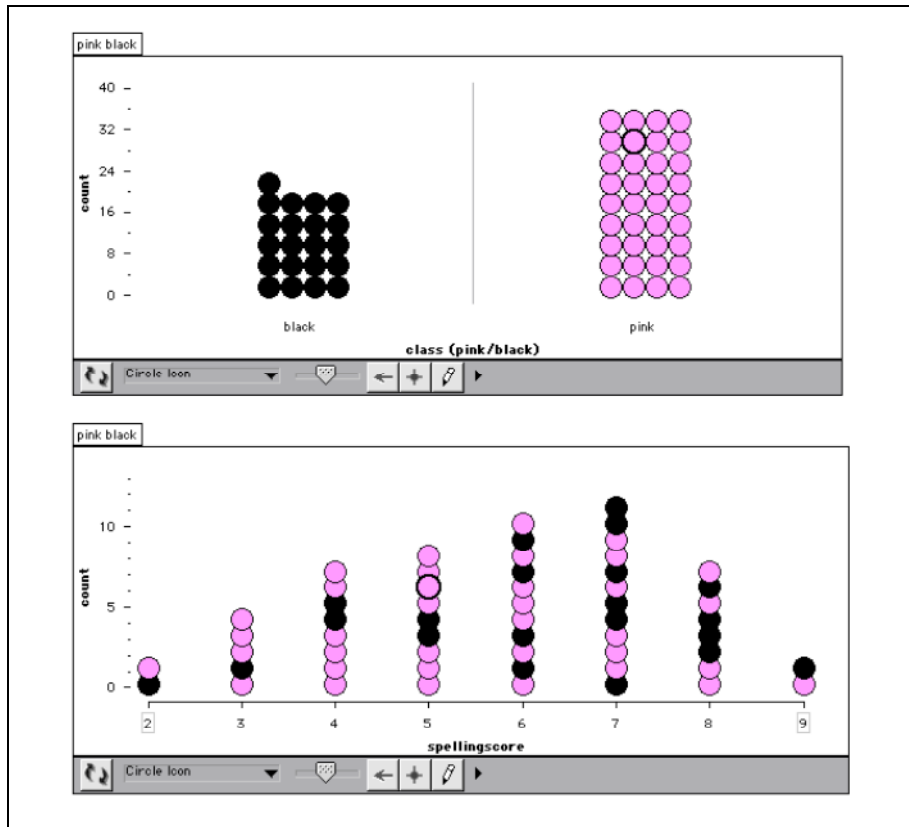 pink black
40
32
24
16
8
0
count
black pink
class (pink/black)
Circle Icon
pink black
10
5
0
count
2 3 4 5 6 7 8 9
spellingscore
Circle Icon